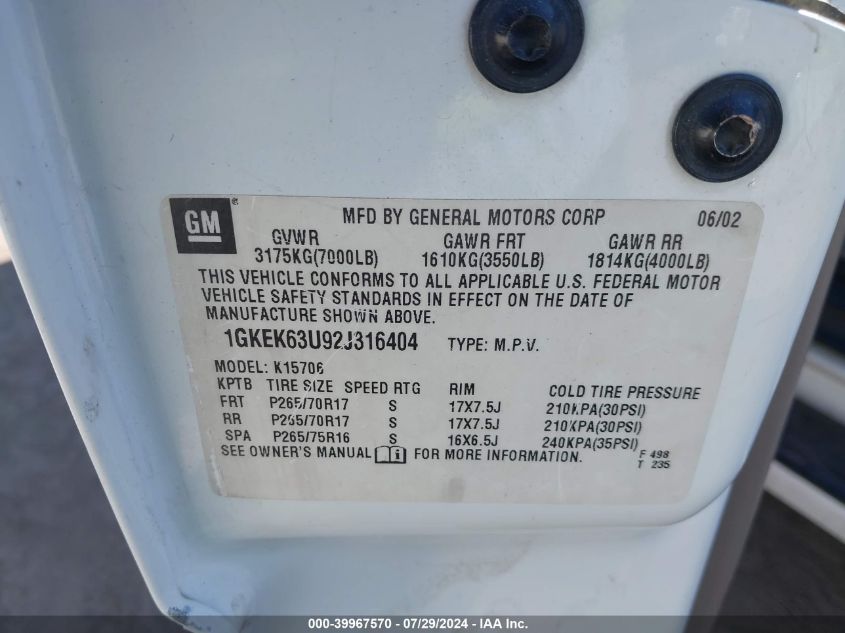 GM
MFD BY GENERAL MOTORS CORP 06/02
GVWR GAWR FRT GAWR RR
3175KG(7000LB) 1610KG(3550LB) 1814KG(4000LB)
THIS VEHICLE CONFORMS TO ALL APPLICABLE U.S. FEDERAL MOTOR
VEHICLE SAFETY STANDARDS IN EFFECT ON THE DATE OF
MANUFACTURE SHOWN ABOVE.
1GKEK63U92J316404 TYPE: M.P.V.
MODEL: K15706
KPTB TIRE SIZE SPEED RTG RIM COLD TIRE PRESSURE
FRT P265/70R17 S 17X7.5J 210KPA(30PSI)
RR P265/70R17 S 17X7.5J 210KPA(30PSI)
SPA P265/75R16 S 16X6.5J 240KPA(35PSI)
SEE OWNER'S MANUAL i FOR MORE INFORMATION.
F 498
T 235
000-39967570 - 07/29/2024 - IAA Inc.